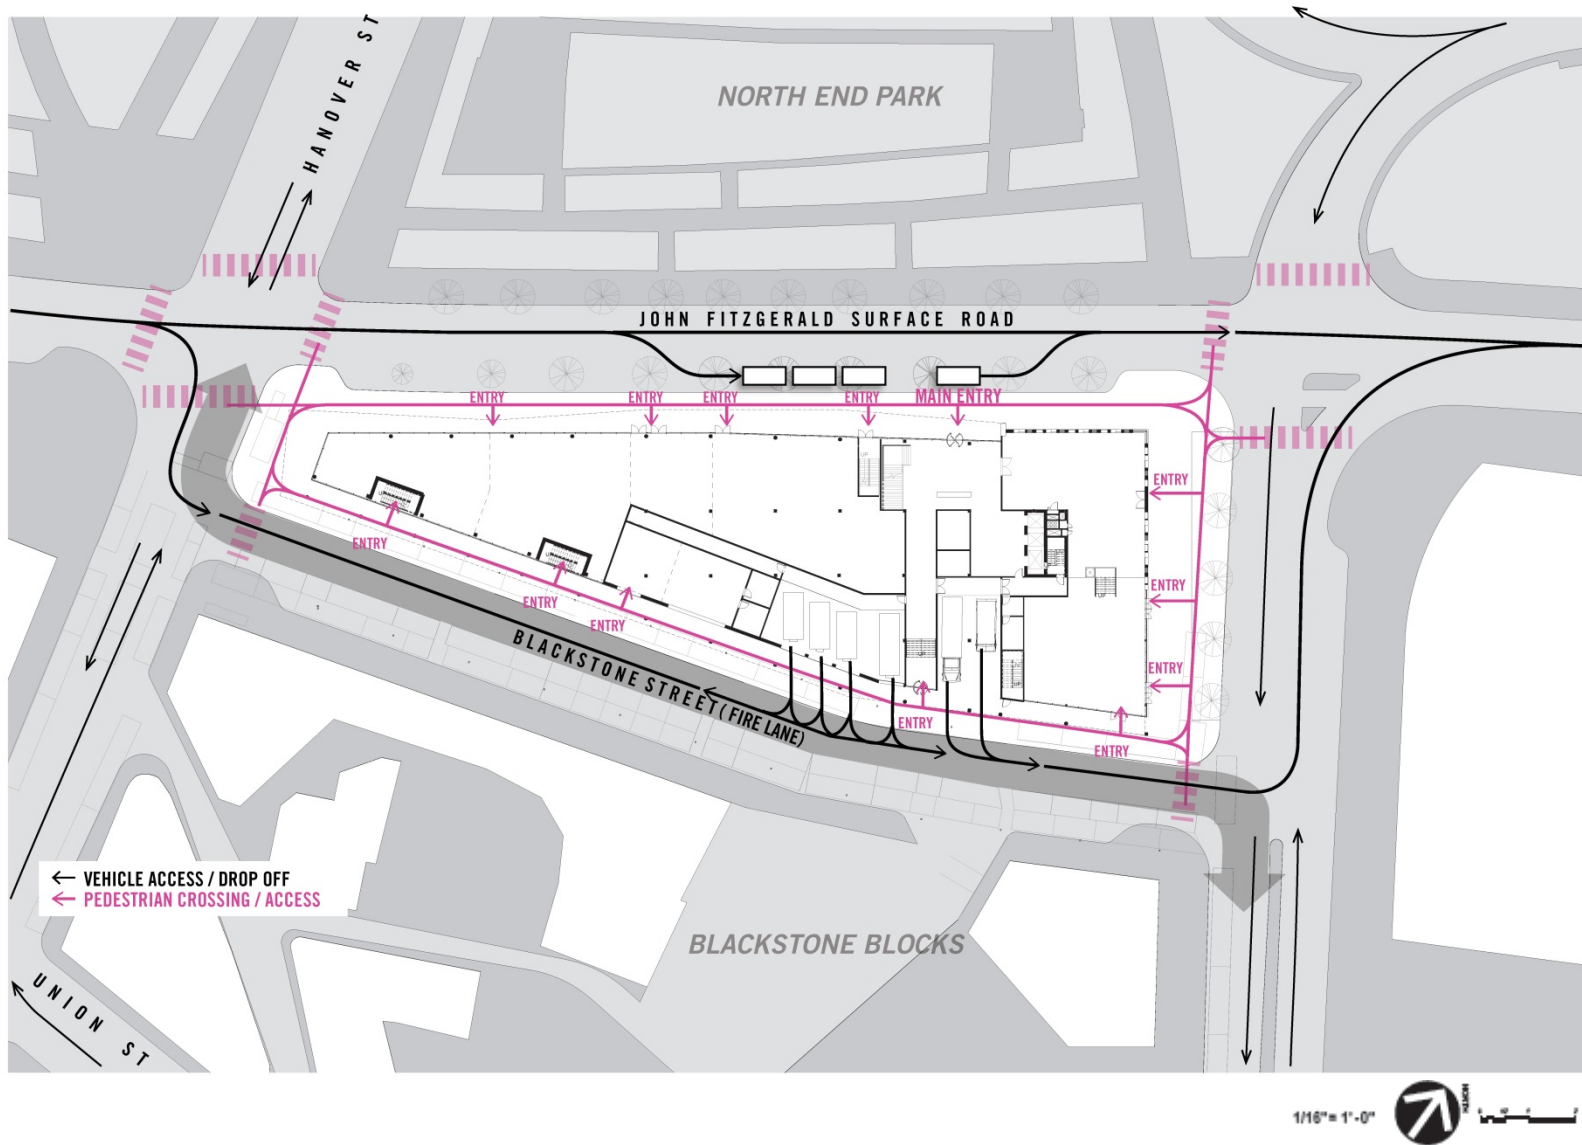 HANOVER ST
NORTH END PARK
JOHN FITZGERALD SURFACE ROAD
ENTRY
ENTRY
ENTRY
ENTRY
MAIN ENTRY
UP
ENTRY
ENTRY
ENTRY
ENTRY
ENTRY
ENTRY
ENTRY
ENTRY
BLACKSTONE STREET (FIRE LANE)
← VEHICLE ACCESS / DROP OFF
← PEDESTRIAN CROSSING / ACCESS
BLACKSTONE BLOCKS
UNION ST
1/16" = 1'-0"
NORTH